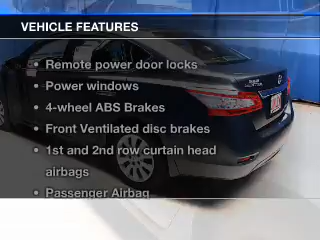 VEHICLE FEATURES
• Remote power door locks
• Power windows
• 4-wheel ABS Brakes
• Front Ventilated disc brakes
• 1st and 2nd row curtain head
airbags
• Passenger Airbag